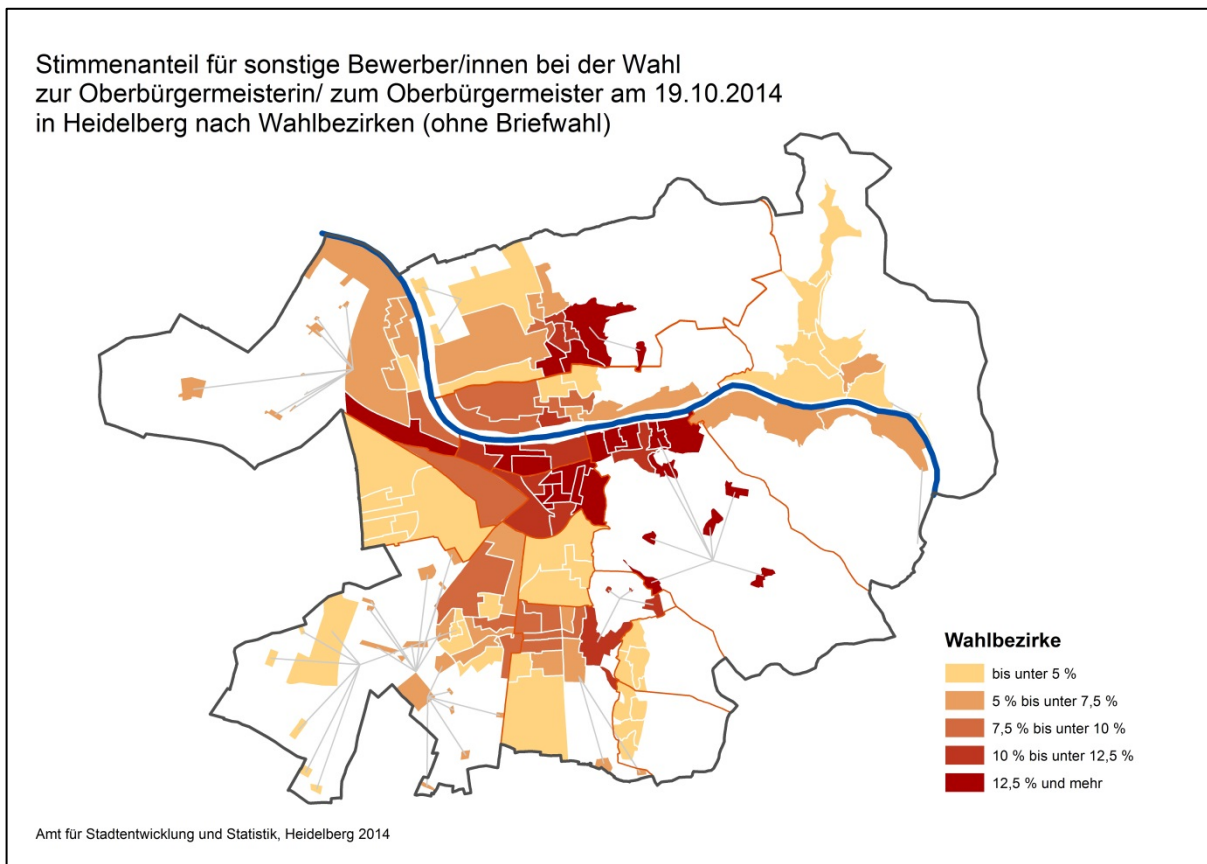 Stimmenanteil für sonstige Bewerber/innen bei der Wahl
zur Oberbürgermeisterin/ zum Oberbürgermeister am 19.10.2014
in Heidelberg nach Wahlbezirken (ohne Briefwahl)
Wahlbezirke
bis unter 5 %
5 % bis unter 7,5 %
7,5 % bis unter 10 %
10 % bis unter 12,5 %
12,5 % und mehr
Amt für Stadtentwicklung und Statistik, Heidelberg 2014